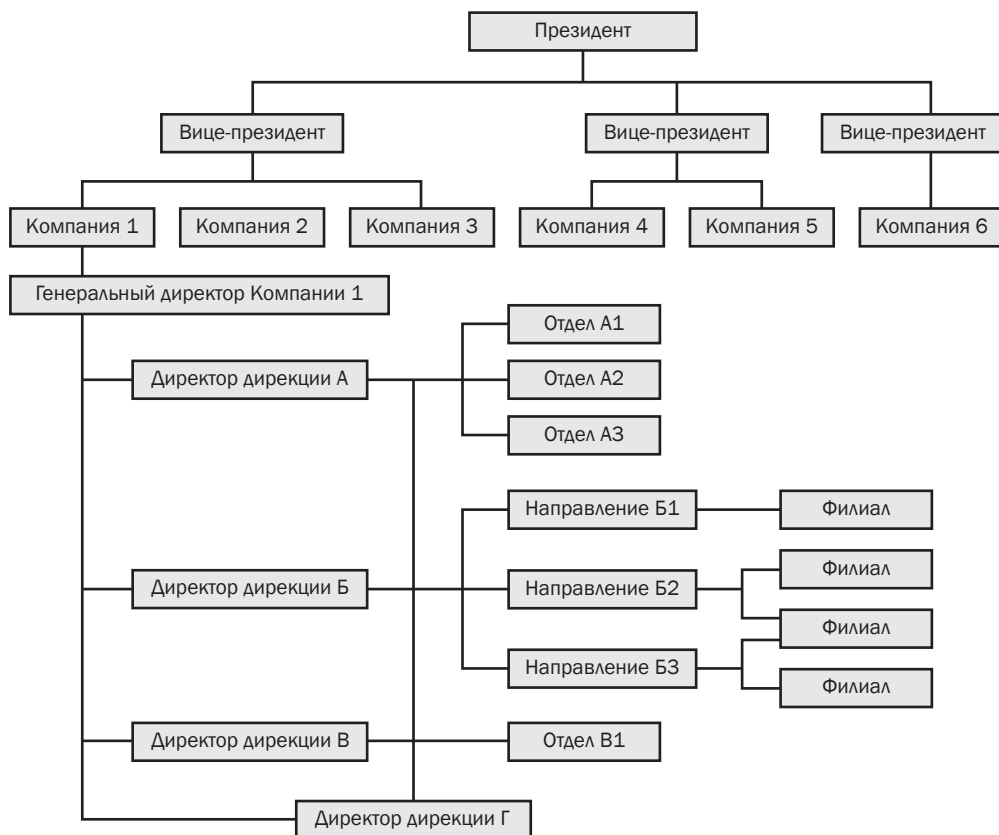 Президент
Вице-президент
Вице-президент
Вице-президент
Компания 1
Компания 2
Компания 3
Компания 4
Компания 5
Компания 6
Генеральный директор Компании 1
Отдел А1
Директор дирекции А
Отдел А2
Отдел А3
Направление Б1
Филиал
Филиал
Директор дирекции Б
Направление Б2
Филиал
Направление Б3
Филиал
Директор дирекции В
Отдел В1
Директор дирекции Г